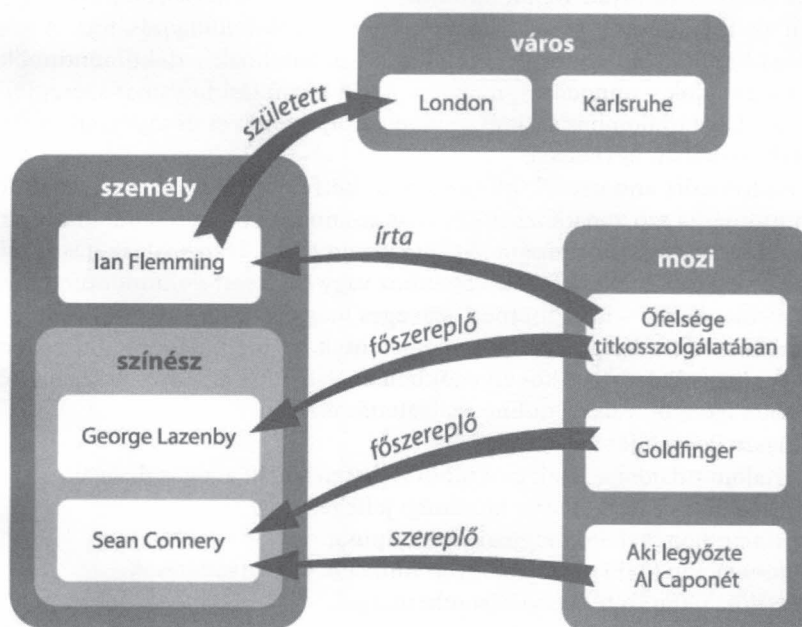 város
London
Karlsruhe
született
személy
Ian Flemming
írta
mozi
Őfelsége
titkosszolgálatában
főszereplő
színész
George Lazenby
főszereplő
Goldfinger
Sean Connery
szereplő
Aki legyőzte
Al Caponét